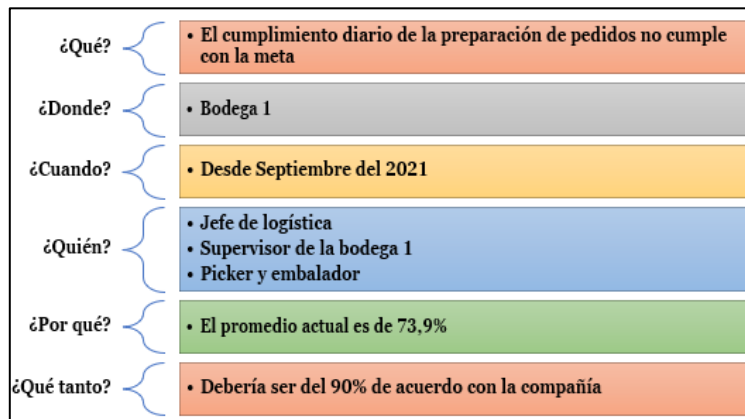 ¿Qué?
• El cumplimiento diario de la preparación de pedidos no cumple
con la meta
¿Donde?
• Bodega 1
¿Cuando?
• Desde Septiembre del 2021
¿Quién?
• Jefe de logística
• Supervisor de la bodega 1
• Picker y embalador
¿Por qué?
• El promedio actual es de 73,9%
¿Qué tanto?
• Debería ser del 90% de acuerdo con la compañía